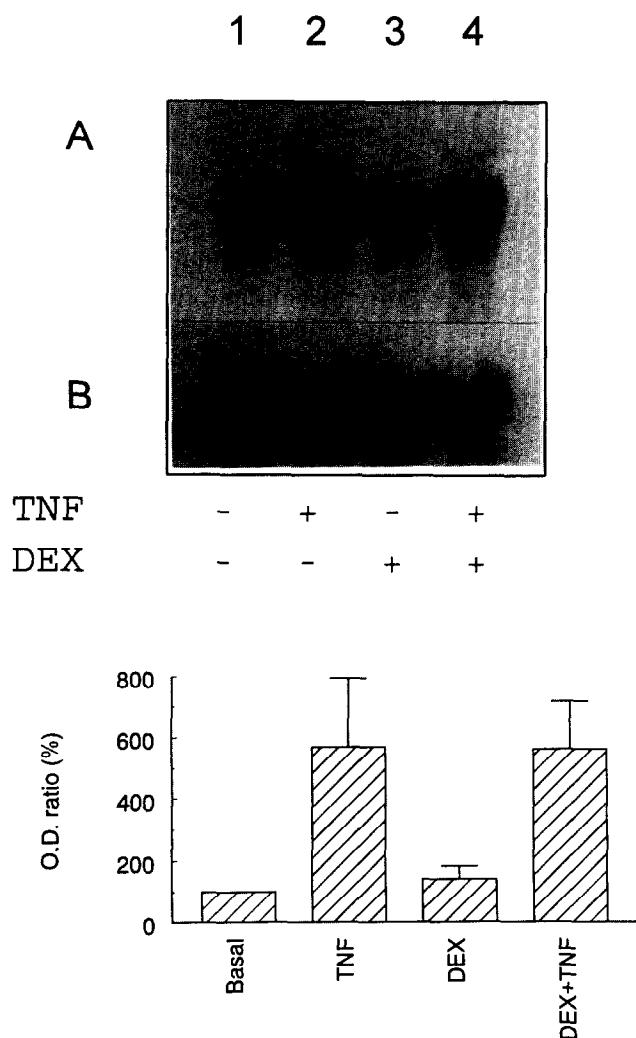 1 2 3 4
A
B
TNF - + - +
DEX - - + +
800
600
400
200
0
O.D. ratio (%)
Basal
TNF
DEX
DEX+TNF